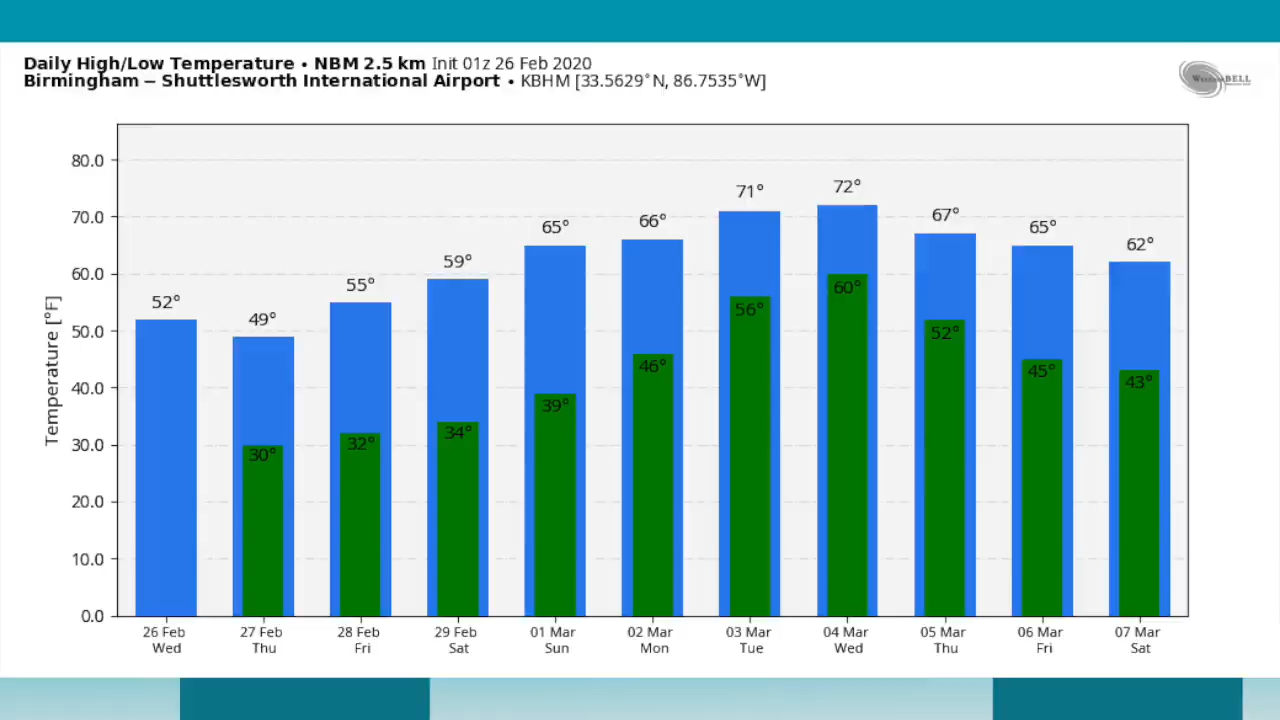 Daily High/Low Temperature • NBM 2.5 km Init 01z 26 Feb 2020
Birmingham – Shuttlesworth International Airport • KBHM [33.5629°N, 86.7535°W]
WeatherBELL
Temperature [°F]
80.0
70.0
60.0
50.0
40.0
30.0
20.0
10.0
0.0
52° 49° 55° 59° 65° 66° 71° 72° 67° 65° 62°
30° 32° 34° 39° 46° 56° 60° 52° 45° 43°
26 Feb 27 Feb 28 Feb 29 Feb 01 Mar 02 Mar 03 Mar 04 Mar 05 Mar 06 Mar 07 Mar
Wed Thu Fri Sat Sun Mon Tue Wed Thu Fri Sat